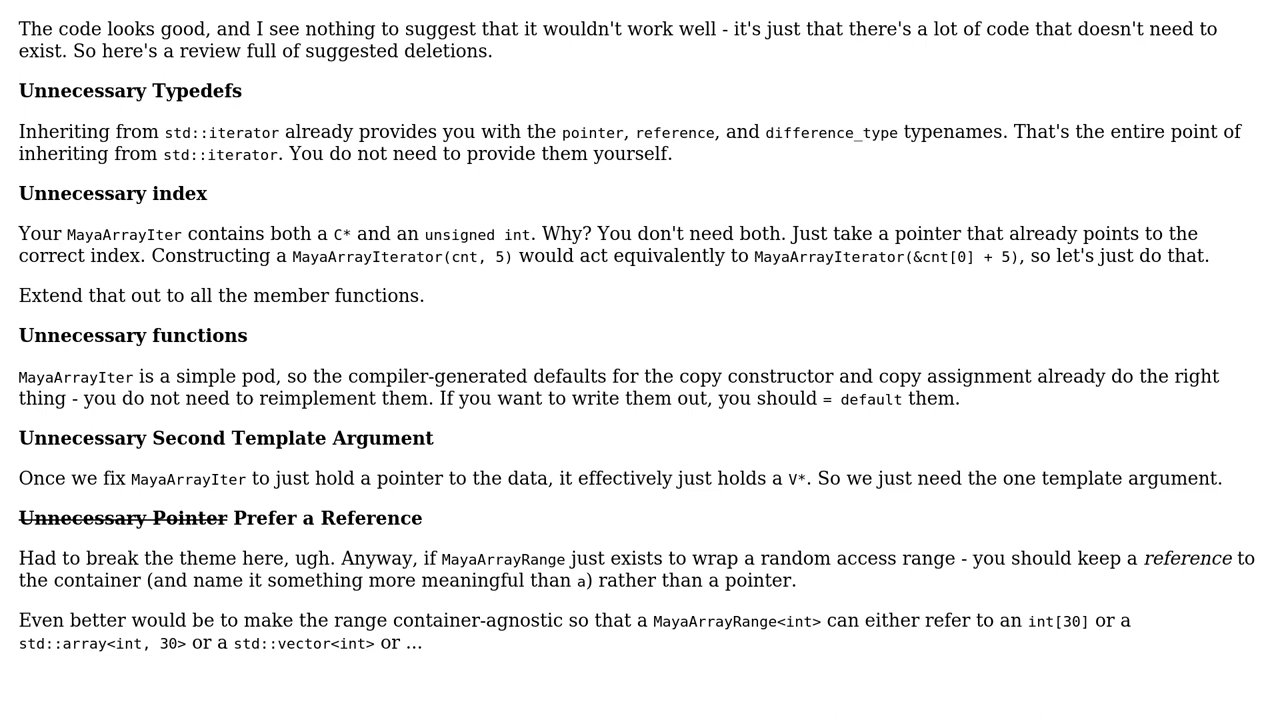 The code looks good, and I see nothing to suggest that it wouldn't work well - it's just that there's a lot of code that doesn't need to
exist. So here's a review full of suggested deletions.
Unnecessary Typedefs
Inheriting from std::iterator already provides you with the pointer, reference, and difference_type typenames. That's the entire point of
inheriting from std::iterator. You do not need to provide them yourself.
Unnecessary index
Your MayaArrayIter contains both a C* and an unsigned int. Why? You don't need both. Just take a pointer that already points to the
correct index. Constructing a MayaArrayIterator(cnt, 5) would act equivalently to MayaArrayIterator(&cnt[0] + 5), so let's just do that.
Extend that out to all the member functions.
Unnecessary functions
MayaArrayIter is a simple pod, so the compiler-generated defaults for the copy constructor and copy assignment already do the right
thing - you do not need to reimplement them. If you want to write them out, you should = default them.
Unnecessary Second Template Argument
Once we fix MayaArrayIter to just hold a pointer to the data, it effectively just holds a V*. So we just need the one template argument.
Unnecessary Pointer Prefer a Reference
Had to break the theme here, ugh. Anyway, if MayaArrayRange just exists to wrap a random access range - you should keep a reference to
the container (and name it something more meaningful than a) rather than a pointer.
Even better would be to make the range container-agnostic so that a MayaArrayRange<int> can either refer to an int[30] or a
std::array<int, 30> or a std::vector<int> or ...